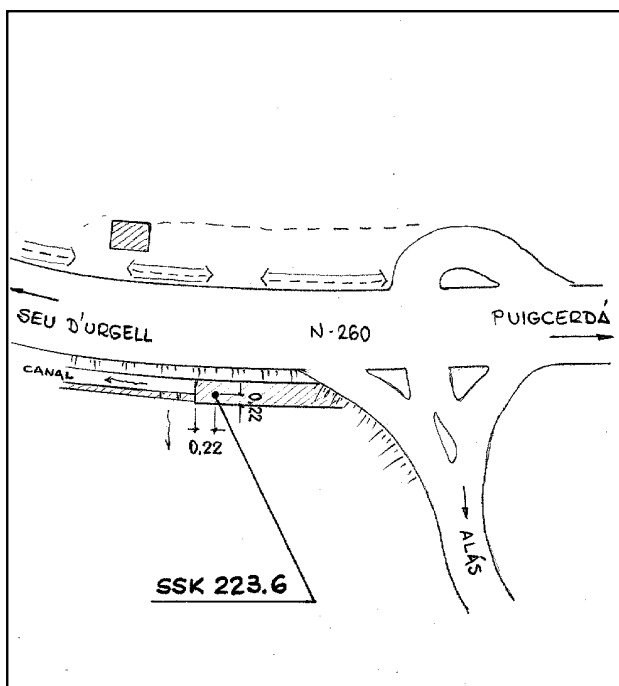 SEU D'URGELL
N-260
PUIGCERDÁ
CANAL
0,22
0,22
ALÁS
SSK 223.6